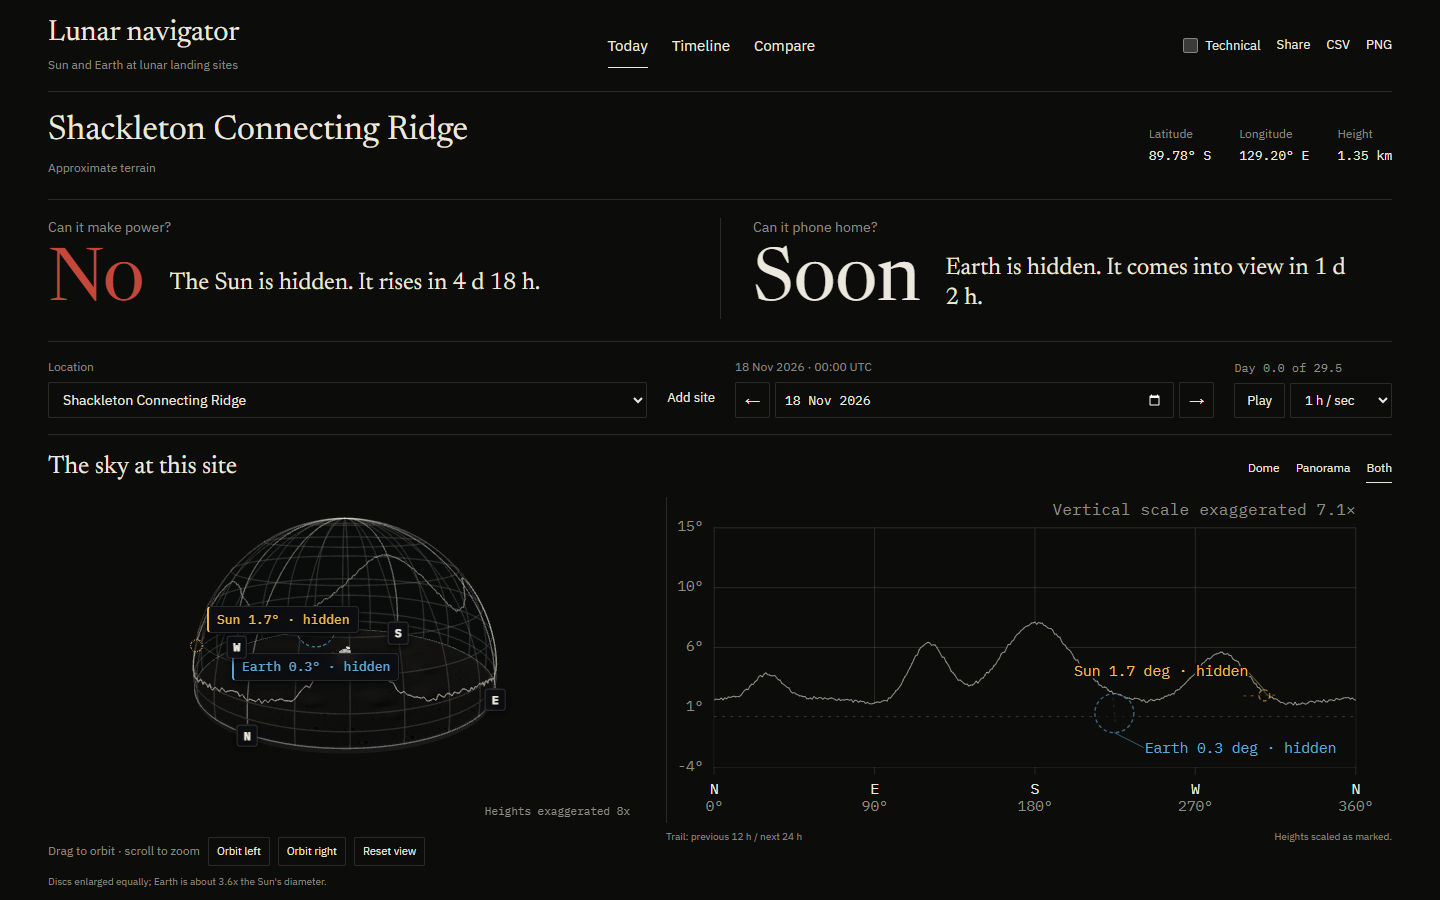 Lunar navigator
Sun and Earth at lunar landing sites
Today Timeline Compare
Technical Share CSV PNG
Shackleton Connecting Ridge
Approximate terrain
Latitude Longitude Height
89.78° S 129.20° E 1.35 km
Can it make power?
No
The Sun is hidden. It rises in 4 d 18 h.
Can it phone home?
Soon
Earth is hidden. It comes into view in 1 d
2 h.
Location
Shackleton Connecting Ridge
Add site
18 Nov 2026 · 00:00 UTC
← 18 Nov 2026 →
Day 0.0 of 29.5
Play 1 h / sec
The sky at this site
Dome Panorama Both
Sun 1.7° · hidden
S
W
Earth 0.3° · hidden
E
N
Heights exaggerated 8x
Vertical scale exaggerated 7.1×
15°
10°
6°
Sun 1.7 deg · hidden
1°
Earth 0.3 deg · hidden
-4°
N E S W N
0° 90° 180° 270° 360°
Trail: previous 12 h / next 24 h
Heights scaled as marked.
Drag to orbit · scroll to zoom Orbit left Orbit right Reset view
Discs enlarged equally; Earth is about 3.6x the Sun's diameter.